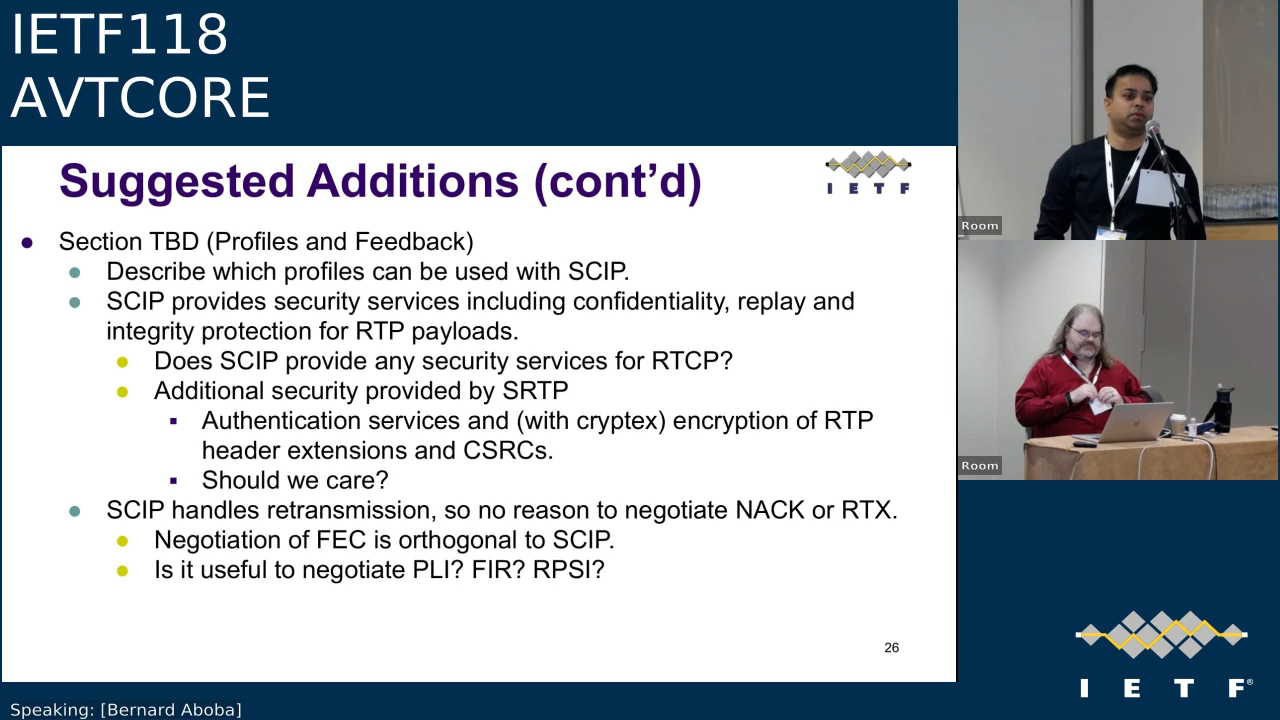 IETF118
AVTCORE
Suggested Additions (cont’d)
I E T F
● Section TBD (Profiles and Feedback)
● Describe which profiles can be used with SCIP.
● SCIP provides security services including confidentiality, replay and
integrity protection for RTP payloads.
● Does SCIP provide any security services for RTCP?
● Additional security provided by SRTP
▪ Authentication services and (with cryptex) encryption of RTP
header extensions and CSRCs.
▪ Should we care?
● SCIP handles retransmission, so no reason to negotiate NACK or RTX.
● Negotiation of FEC is orthogonal to SCIP.
● Is it useful to negotiate PLI? FIR? RPSI?
26
Room
Room
I E T F®
Speaking: [Bernard Aboba]